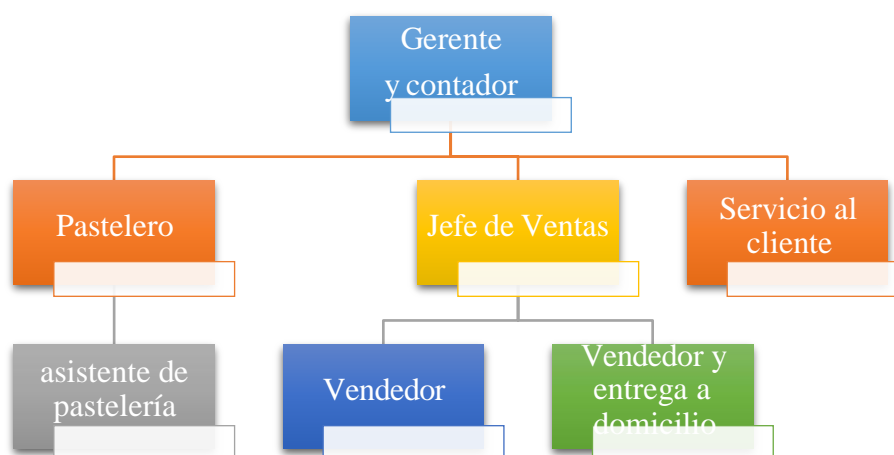 Gerente
y contador
Pastelero
Jefe de Ventas
Servicio al
cliente
asistente de
pastelería
Vendedor
Vendedor y
entrega a
domicilio